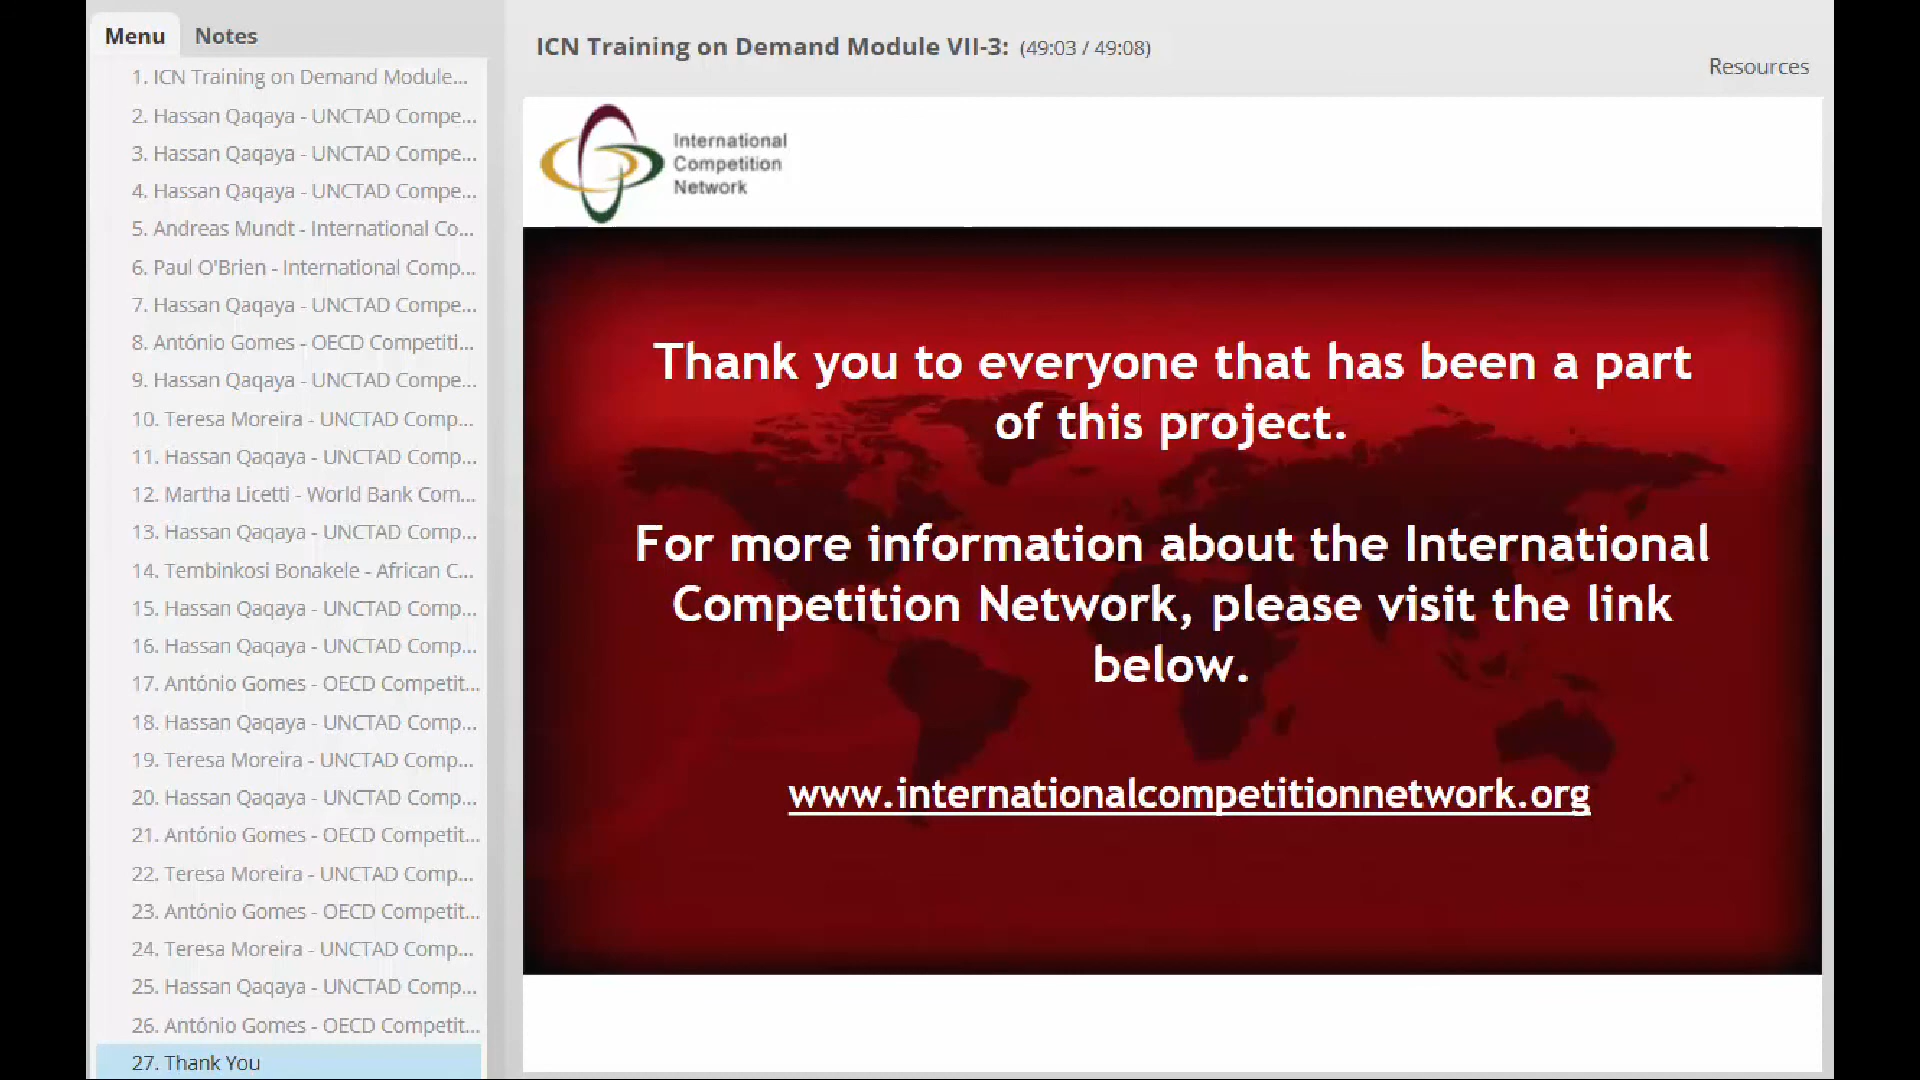 Menu
Notes
1. ICN Training on Demand Module...
2. Hassan Qaqaya - UNCTAD Compe...
3. Hassan Qaqaya - UNCTAD Compe...
4. Hassan Qaqaya - UNCTAD Compe...
5. Andreas Mundt - International Co...
6. Paul O'Brien - International Comp...
7. Hassan Qaqaya - UNCTAD Compe...
8. António Gomes - OECD Competiti...
9. Hassan Qaqaya - UNCTAD Compe...
10. Teresa Moreira - UNCTAD Comp...
11. Hassan Qaqaya - UNCTAD Comp...
12. Martha Licetti - World Bank Com...
13. Hassan Qaqaya - UNCTAD Comp...
14. Tembinkosi Bonakele - African C...
15. Hassan Qaqaya - UNCTAD Comp...
16. Hassan Qaqaya - UNCTAD Comp...
17. António Gomes - OECD Competit...
18. Hassan Qaqaya - UNCTAD Comp...
19. Teresa Moreira - UNCTAD Comp...
20. Hassan Qaqaya - UNCTAD Comp...
21. António Gomes - OECD Competit...
22. Teresa Moreira - UNCTAD Comp...
23. António Gomes - OECD Competit...
24. Teresa Moreira - UNCTAD Comp...
25. Hassan Qaqaya - UNCTAD Comp...
26. António Gomes - OECD Competit...
27. Thank You
ICN Training on Demand Module VII-3: (49:03 / 49:08)
Resources
International
Competition
Network
Thank you to everyone that has been a part
of this project.
For more information about the International
Competition Network, please visit the link
below.
www.internationalcompetitionnetwork.org